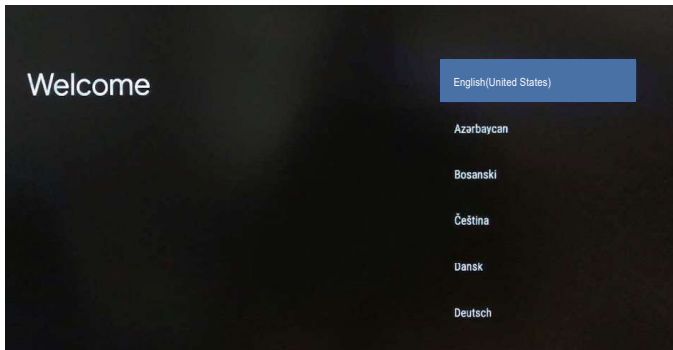 Welcome
English(United States)
Azərbaycan
Bosanski
Čeština
Dansk
Deutsch